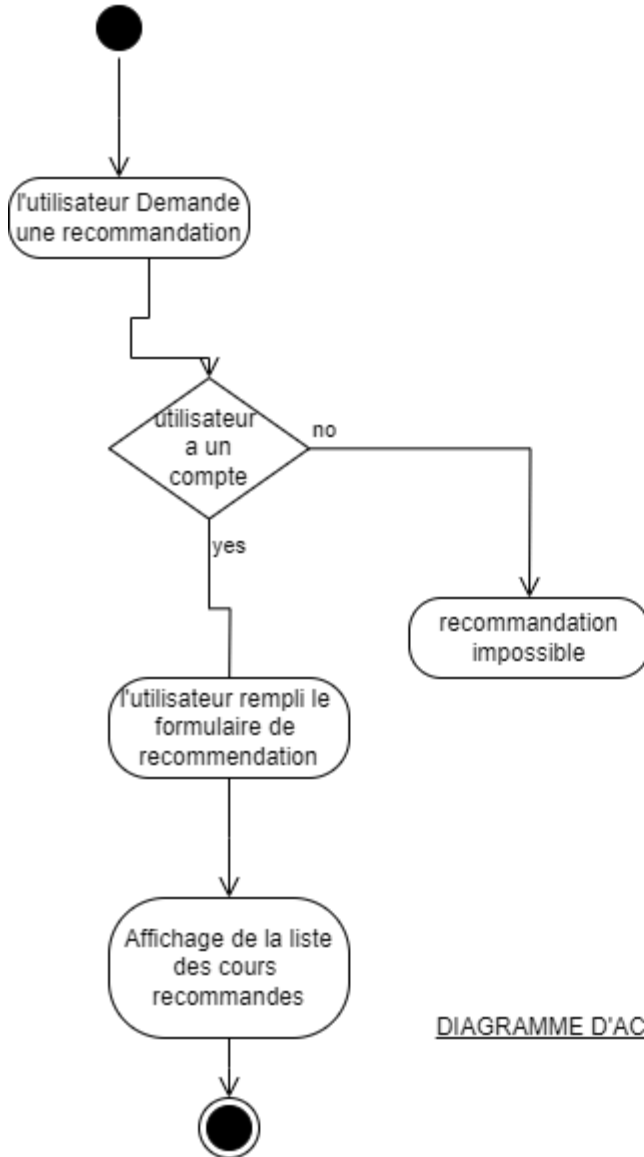 l'utilisateur Demande
une recommandation
utilisateur
a un
compte
no
yes
recommandation
impossible
l'utilisateur rempli le
formulaire de
recommendation
Affichage de la liste
des cours
recommandes
DIAGRAMME D'AC